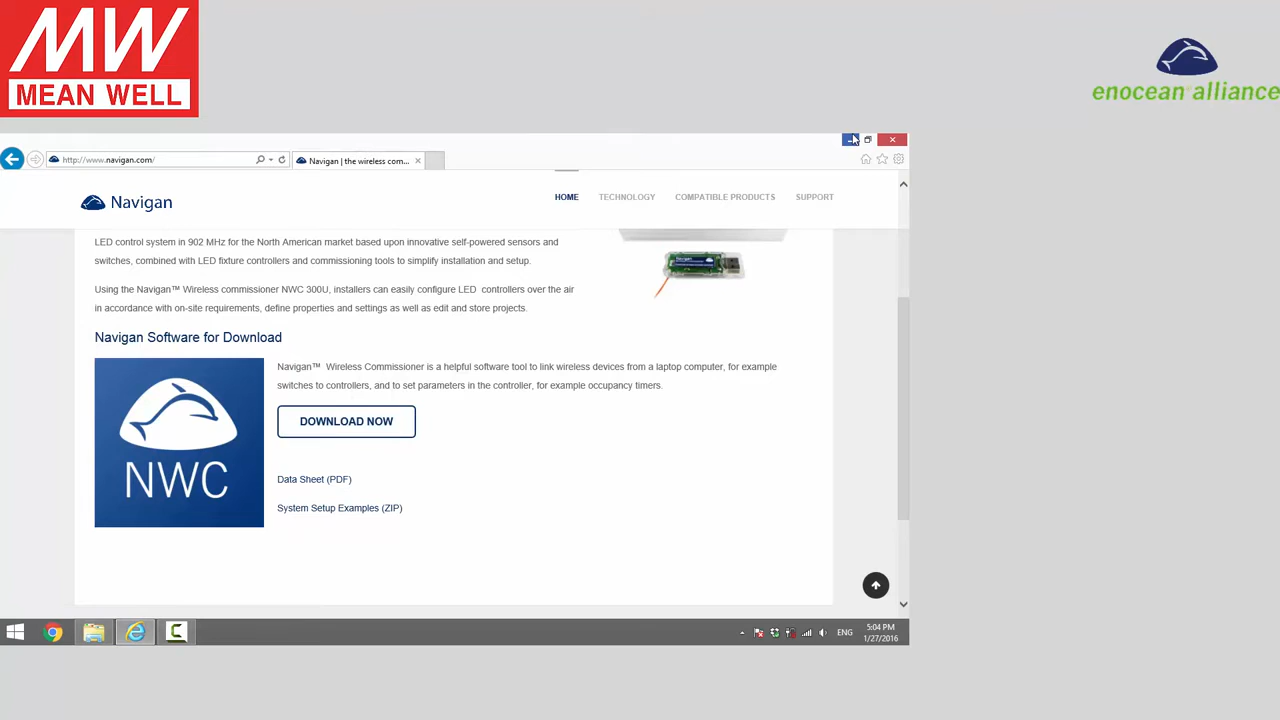 MW
MEAN WELL
enocean alliance
http://www.navigan.com/
Navigan | the wireless com...
Navigan
HOME
TECHNOLOGY
COMPATIBLE PRODUCTS
SUPPORT
LED control system in 902 MHz for the North American market based upon innovative self-powered sensors and
switches, combined with LED fixture controllers and commissioning tools to simplify installation and setup.
Using the Navigan™ Wireless commissioner NWC 300U, installers can easily configure LED controllers over the air
in accordance with on-site requirements, define properties and settings as well as edit and store projects.
Navigan Software for Download
NWC
Navigan™ Wireless Commissioner is a helpful software tool to link wireless devices from a laptop computer, for example
switches to controllers, and to set parameters in the controller, for example occupancy timers.
DOWNLOAD NOW
Data Sheet (PDF)
System Setup Examples (ZIP)
ENG
5:04 PM
1/27/2016